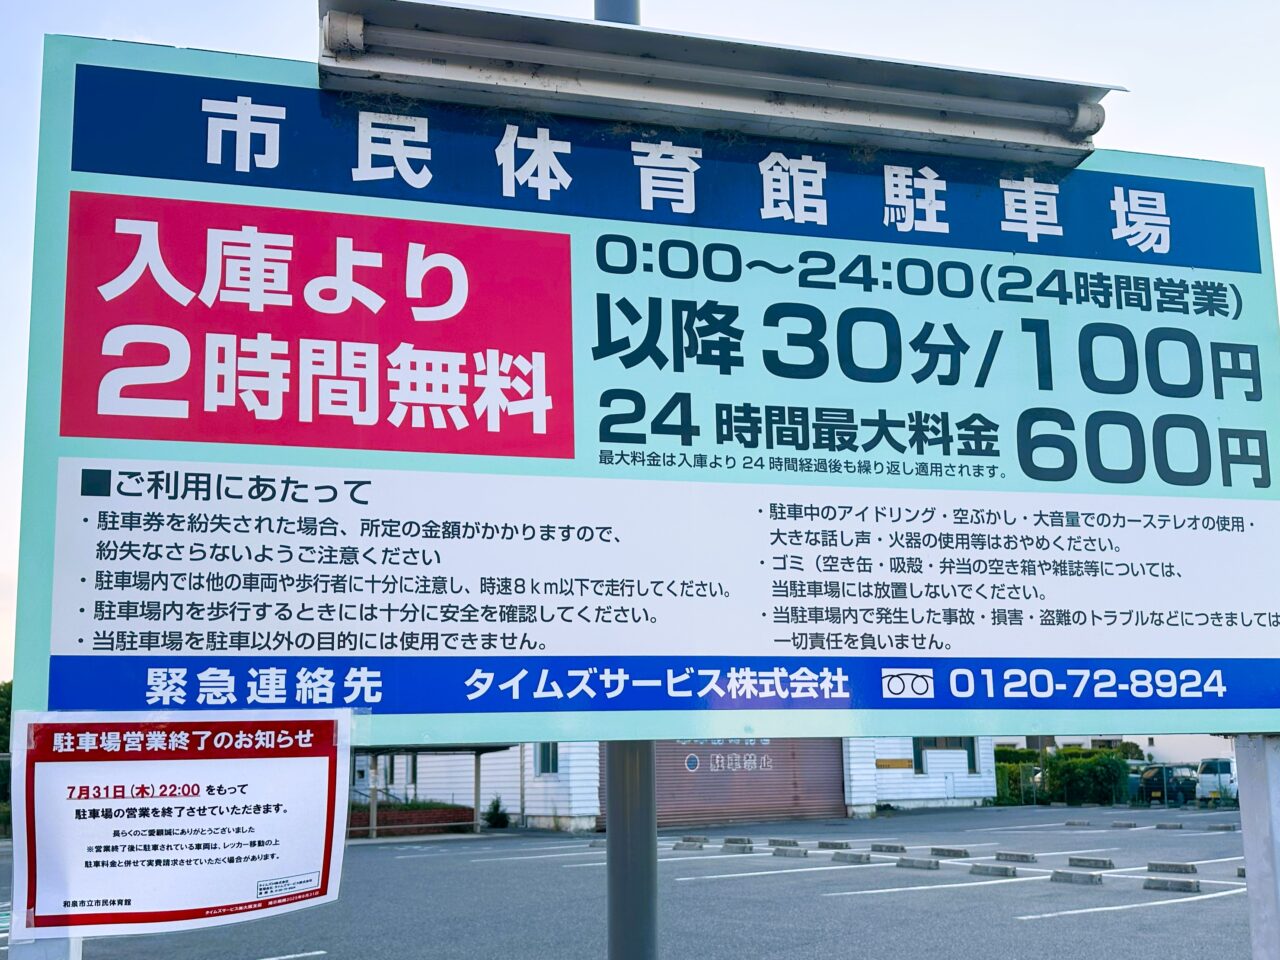 市民体育館駐車場
入庫より
2時間無料
0:00～24:00(24時間営業)
以降30分/100円
24時間最大料金600円
最大料金は入庫より24時間経過後も繰り返し適用されます。
■ご利用にあたって
・駐車券を紛失された場合、所定の金額がかかりますので、
紛失なさらないようご注意ください
・駐車場内では他の車両や歩行者に十分に注意し、時速8km以下で走行してください。
・駐車場内を歩行するときには十分に安全を確認してください。
・当駐車場を駐車以外の目的には使用できません。
・駐車中のアイドリング・空ぶかし・大音量でのカーステレオの使用・
大きな話し声・火器の使用等はおやめください。
・ゴミ（空き缶・吸殻・弁当の空き箱や雑誌等については、
当駐車場には放置しないでください。
・当駐車場内で発生した事故・損害・盗難のトラブルなどにつきましては
一切責任を負いません。
緊急連絡先 タイムズサービス株式会社 0120-72-8924
駐車場営業終了のお知らせ
7月31日(木)22:00をもって
駐車場の営業を終了させていただきます。
長らくのご愛顧誠にありがとうございました
※営業終了後に駐車されている車両は、レッカー移動の上
駐車料金と併せて実費請求させていただく場合があります。
和泉市立市民体育館
駐車禁止